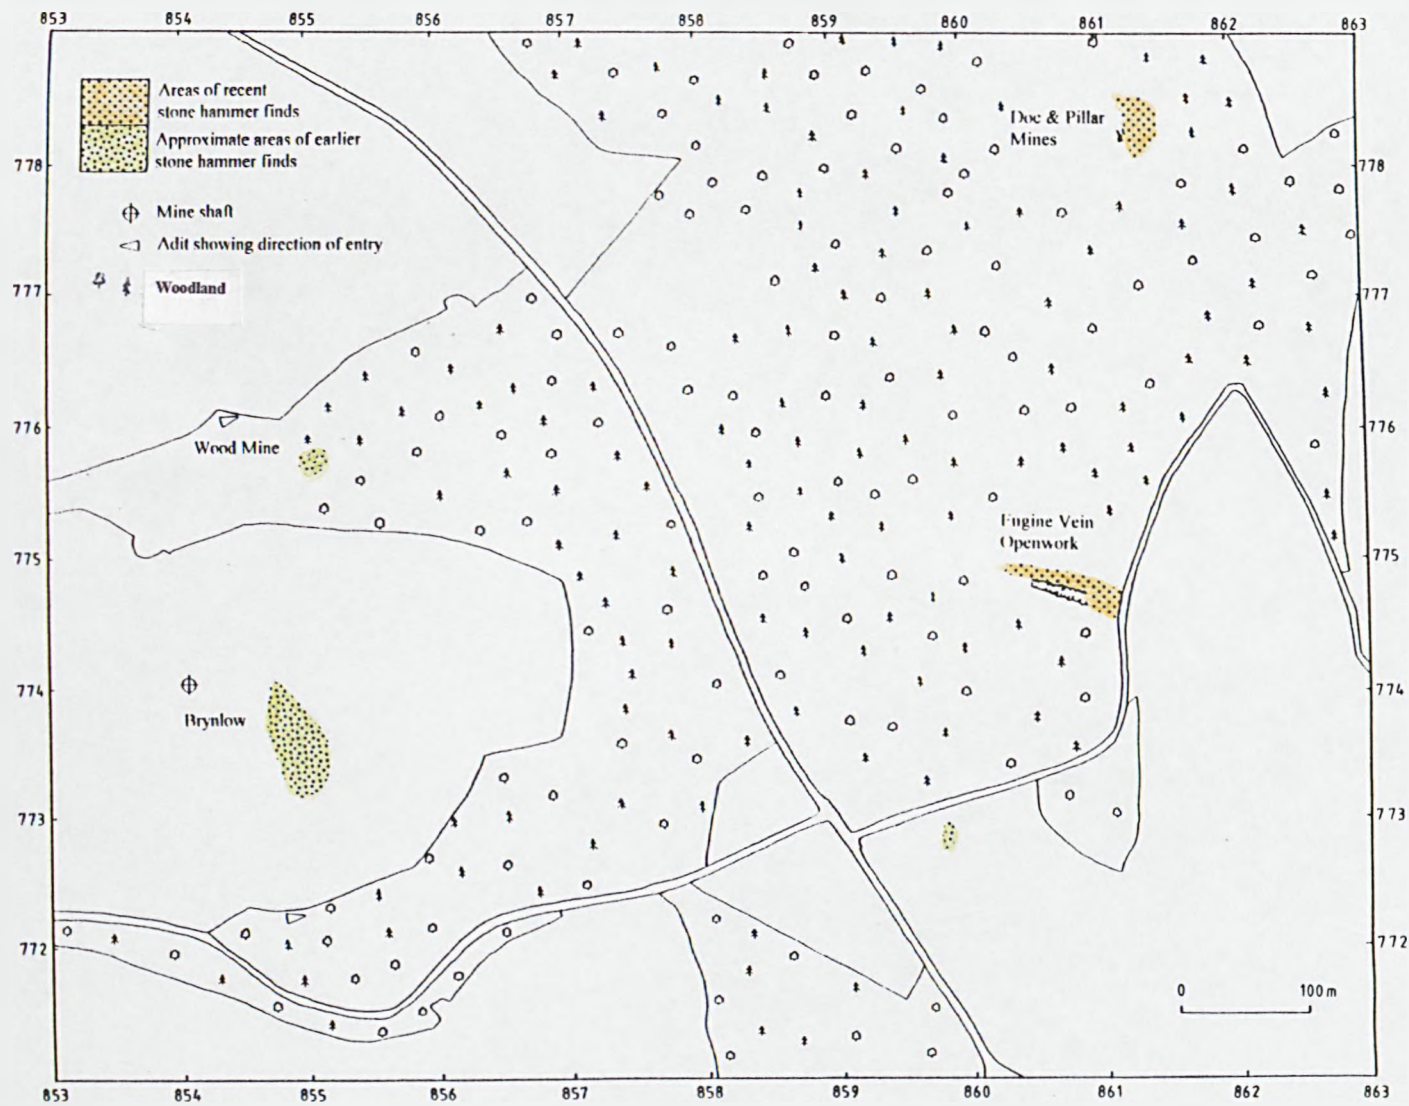 853 854 855 856 857 858 859 860 861 862 863
Areas of recent
stone hammer finds
Approximate areas of earlier
stone hammer finds
Mine shaft
Adit showing direction of entry
Woodland
Doc & Pillar
Mines
778 778
777 777
776 776
Wood Mine
Engine Vein
Openwork
775 775
774 774
Brynlow
773 773
772 772
0 100 m
853 854 855 856 857 858 859 860 861 862 863